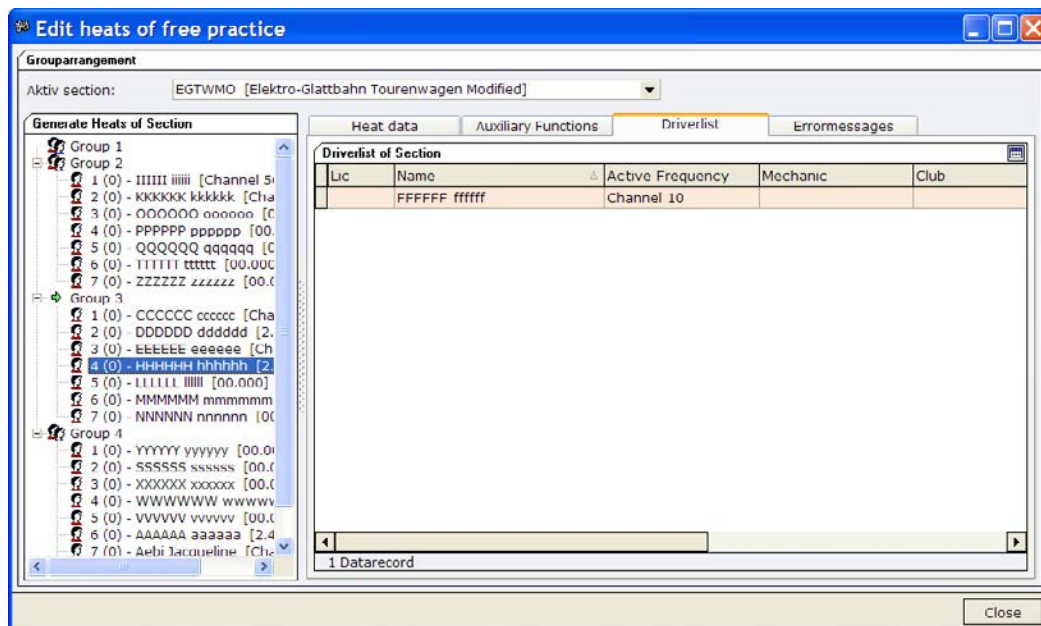 Edit heats of free practice
Grouparrangement
Aktiv section: EGTWMO [Elektro-Glattbahn Tourenwagen Modified]
Generate Heats of Section
Group 1
Group 2
1 (0) - IIIIII iiiiii [Channel 5
2 (0) - KKKKKK kkkkkk [Cha
3 (0) - OOOOOO oooooo [C
4 (0) - PPPPPP pppppp [00.
5 (0) - QQQQQQ qqqqqq [0
6 (0) - TTTTTT tttttt [00.000
7 (0) - ZZZZZZ zzzzzz [00.0
Group 3
1 (0) - CCCCCC cccccc [Cha
2 (0) - DDDDDD dddddd [2.
3 (0) - EEEEEE eeeeee [Ch
4 (0) - HHHHHH hhhhhh [2.
5 (0) - LLLLLL llllll [00.000]
6 (0) - MMMMMM mmmmmm
7 (0) - NNNNNN nnnnnn [00
Group 4
1 (0) - YYYYYY yyyyyy [00.0
2 (0) - SSSSSS ssssss [00.0
3 (0) - XXXXXX xxxxxx [00.0
4 (0) - WWWWWW wwwwww
5 (0) - VVVVVV vvvvvv [00.0
6 (0) - AAAAAA aaaaaa [2.4
7 (0) - Aebi Jacqueline [Cha
Heat data Auxiliary Functions Driverlist Errormessages
Driverlist of Section
Lic Name Active Frequency Mechanic Club
FFFFFF ffffff Channel 10
1 Datarecord
Close